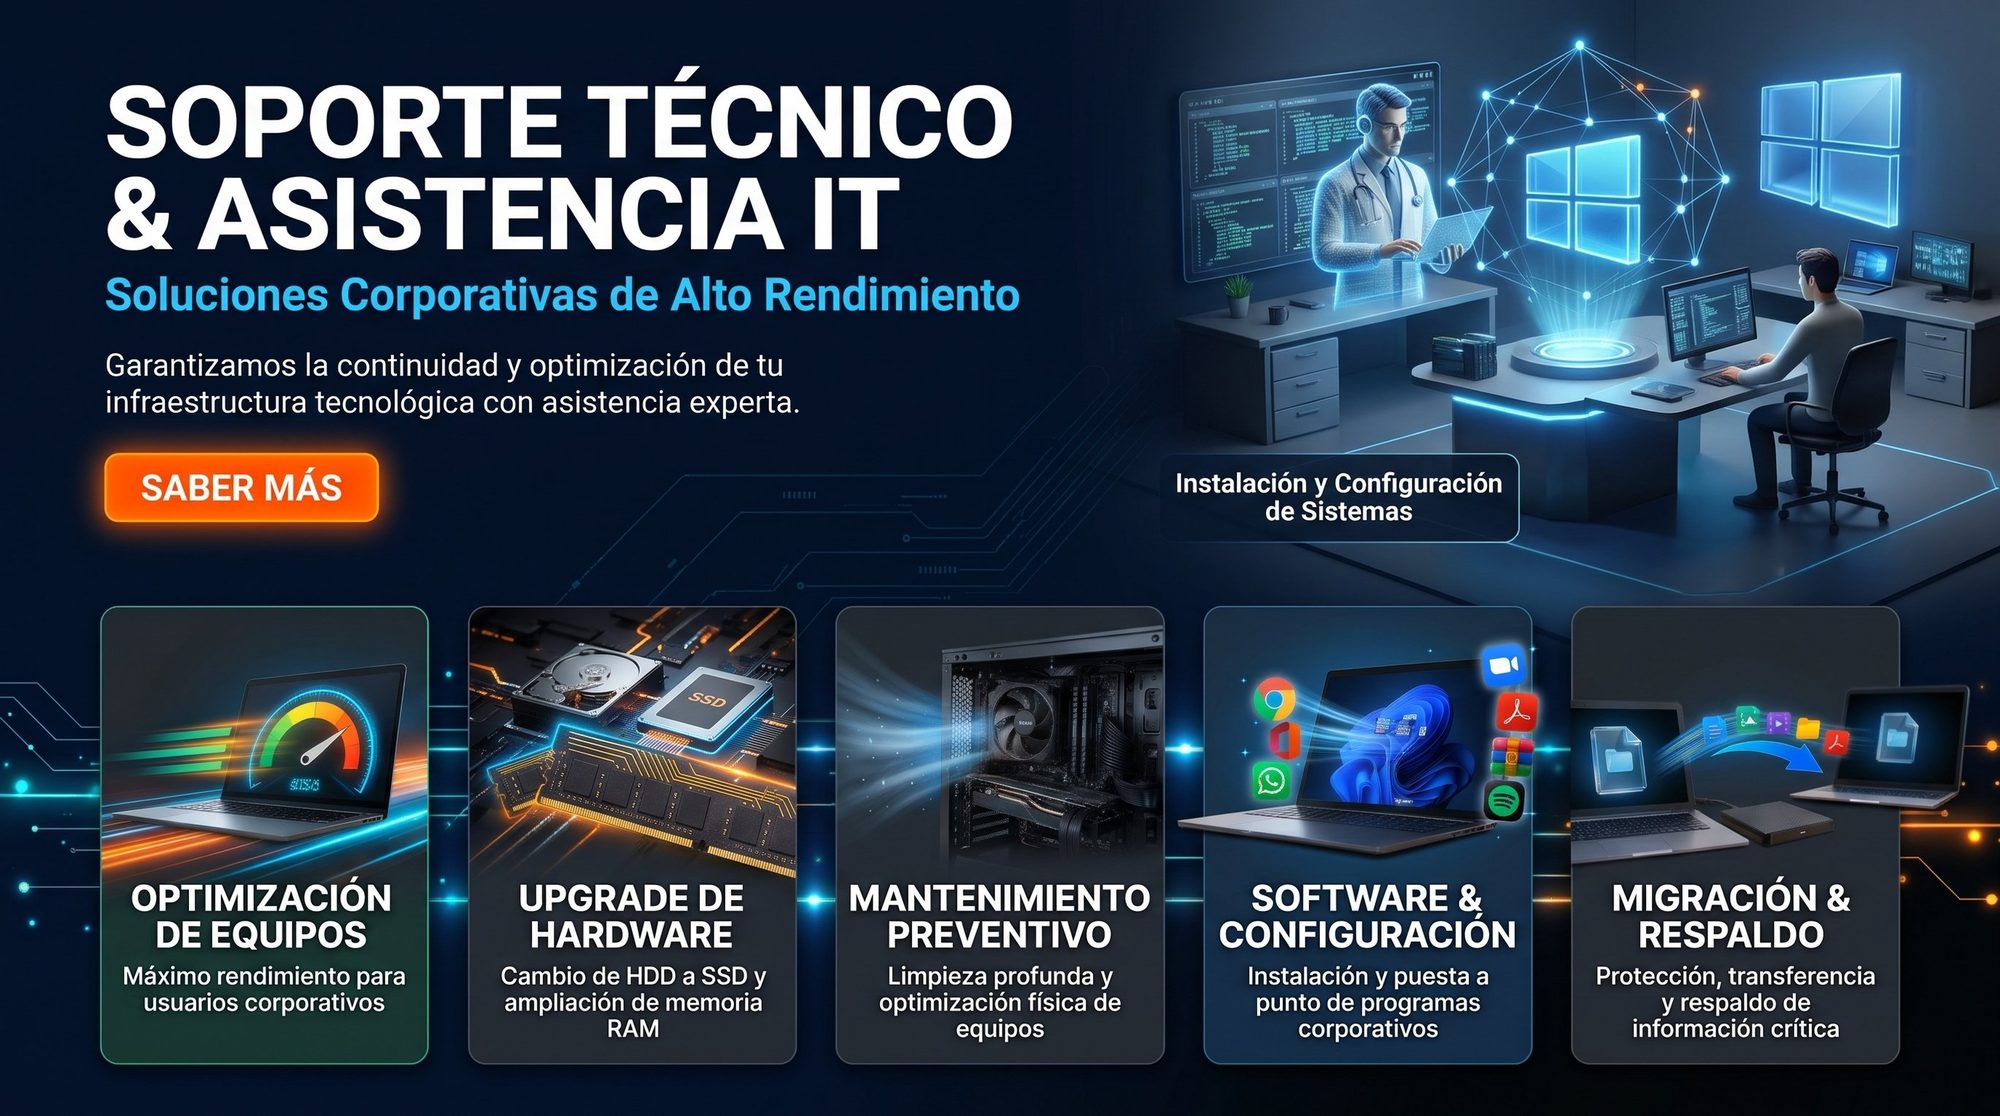 SOPORTE TÉCNICO
& ASISTENCIA IT
Soluciones Corporativas de Alto Rendimiento
Garantizamos la continuidad y optimización de tu
infraestructura tecnológica con asistencia experta.
SABER MÁS
Instalación y Configuración
de Sistemas
SSD
OPTIMIZACIÓN
DE EQUIPOS
Máximo rendimiento para
usuarios corporativos
UPGRADE DE
HARDWARE
Cambio de HDD a SSD y
ampliación de memoria
RAM
MANTENIMIENTO
PREVENTIVO
Limpieza profunda y
optimización física de
equipos
SOFTWARE &
CONFIGURACIÓN
Instalación y puesta a
punto de programas
corporativos
MIGRACIÓN &
RESPALDO
Protección, transferencia
y respaldo de
información crítica